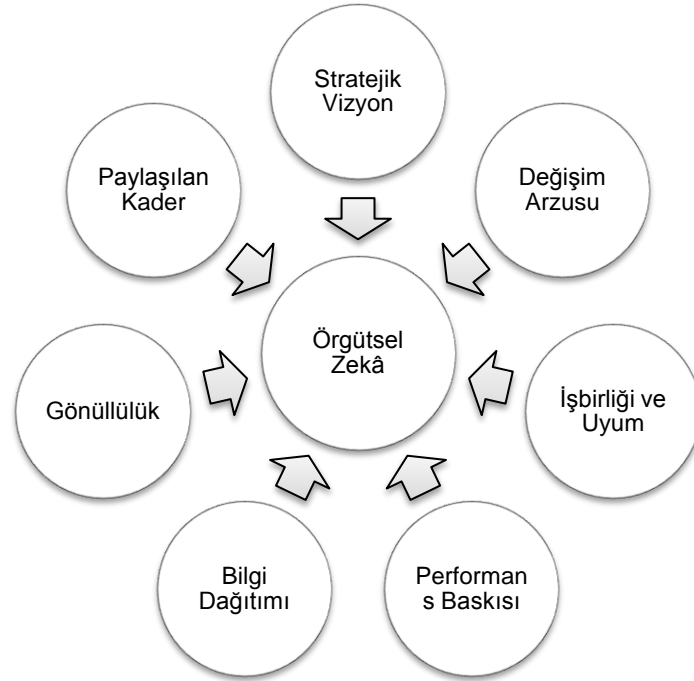 Stratejik
Vizyon
Paylaşılan
Kader
Değişim
Arzusu
Örgütsel
Zekâ
Gönüllülük
İşbirliği ve
Uyum
Bilgi
Dağıtımı
Performan
s Baskısı